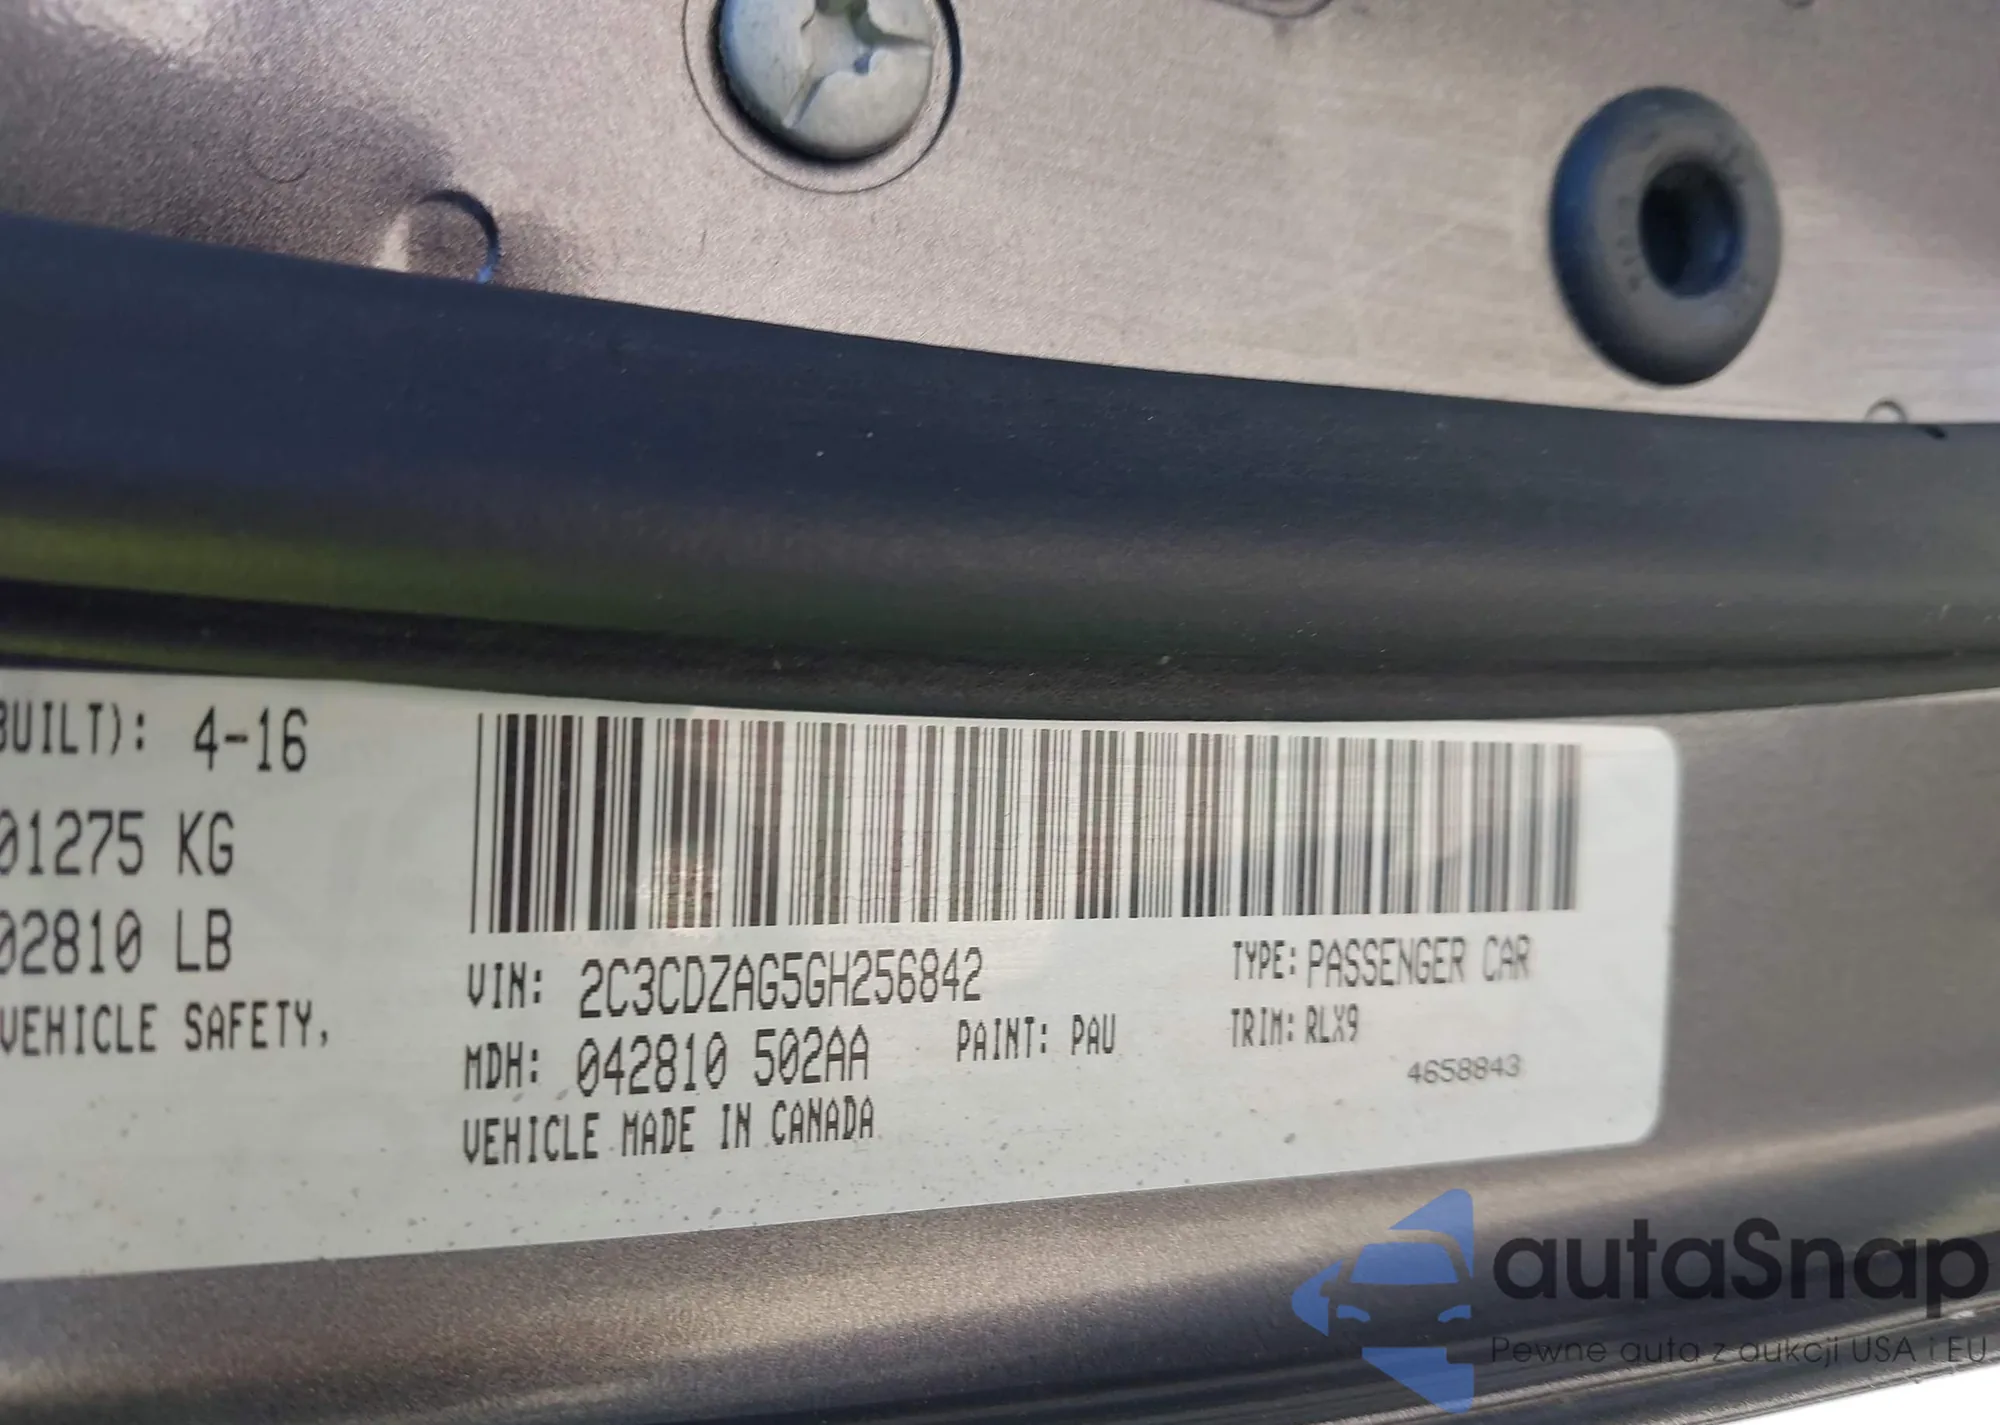 BUILT): 4-16
01275 KG
02810 LB
VEHICLE SAFETY,
VIN: 2C3CDZAG5GH256842
TYPE: PASSENGER CAR
MDH: 042810 502AA
PAINT: PAU
TRIM: RLX9
4658843
VEHICLE MADE IN CANADA
autaSnap
Pewne auta z aukcji USA i EU